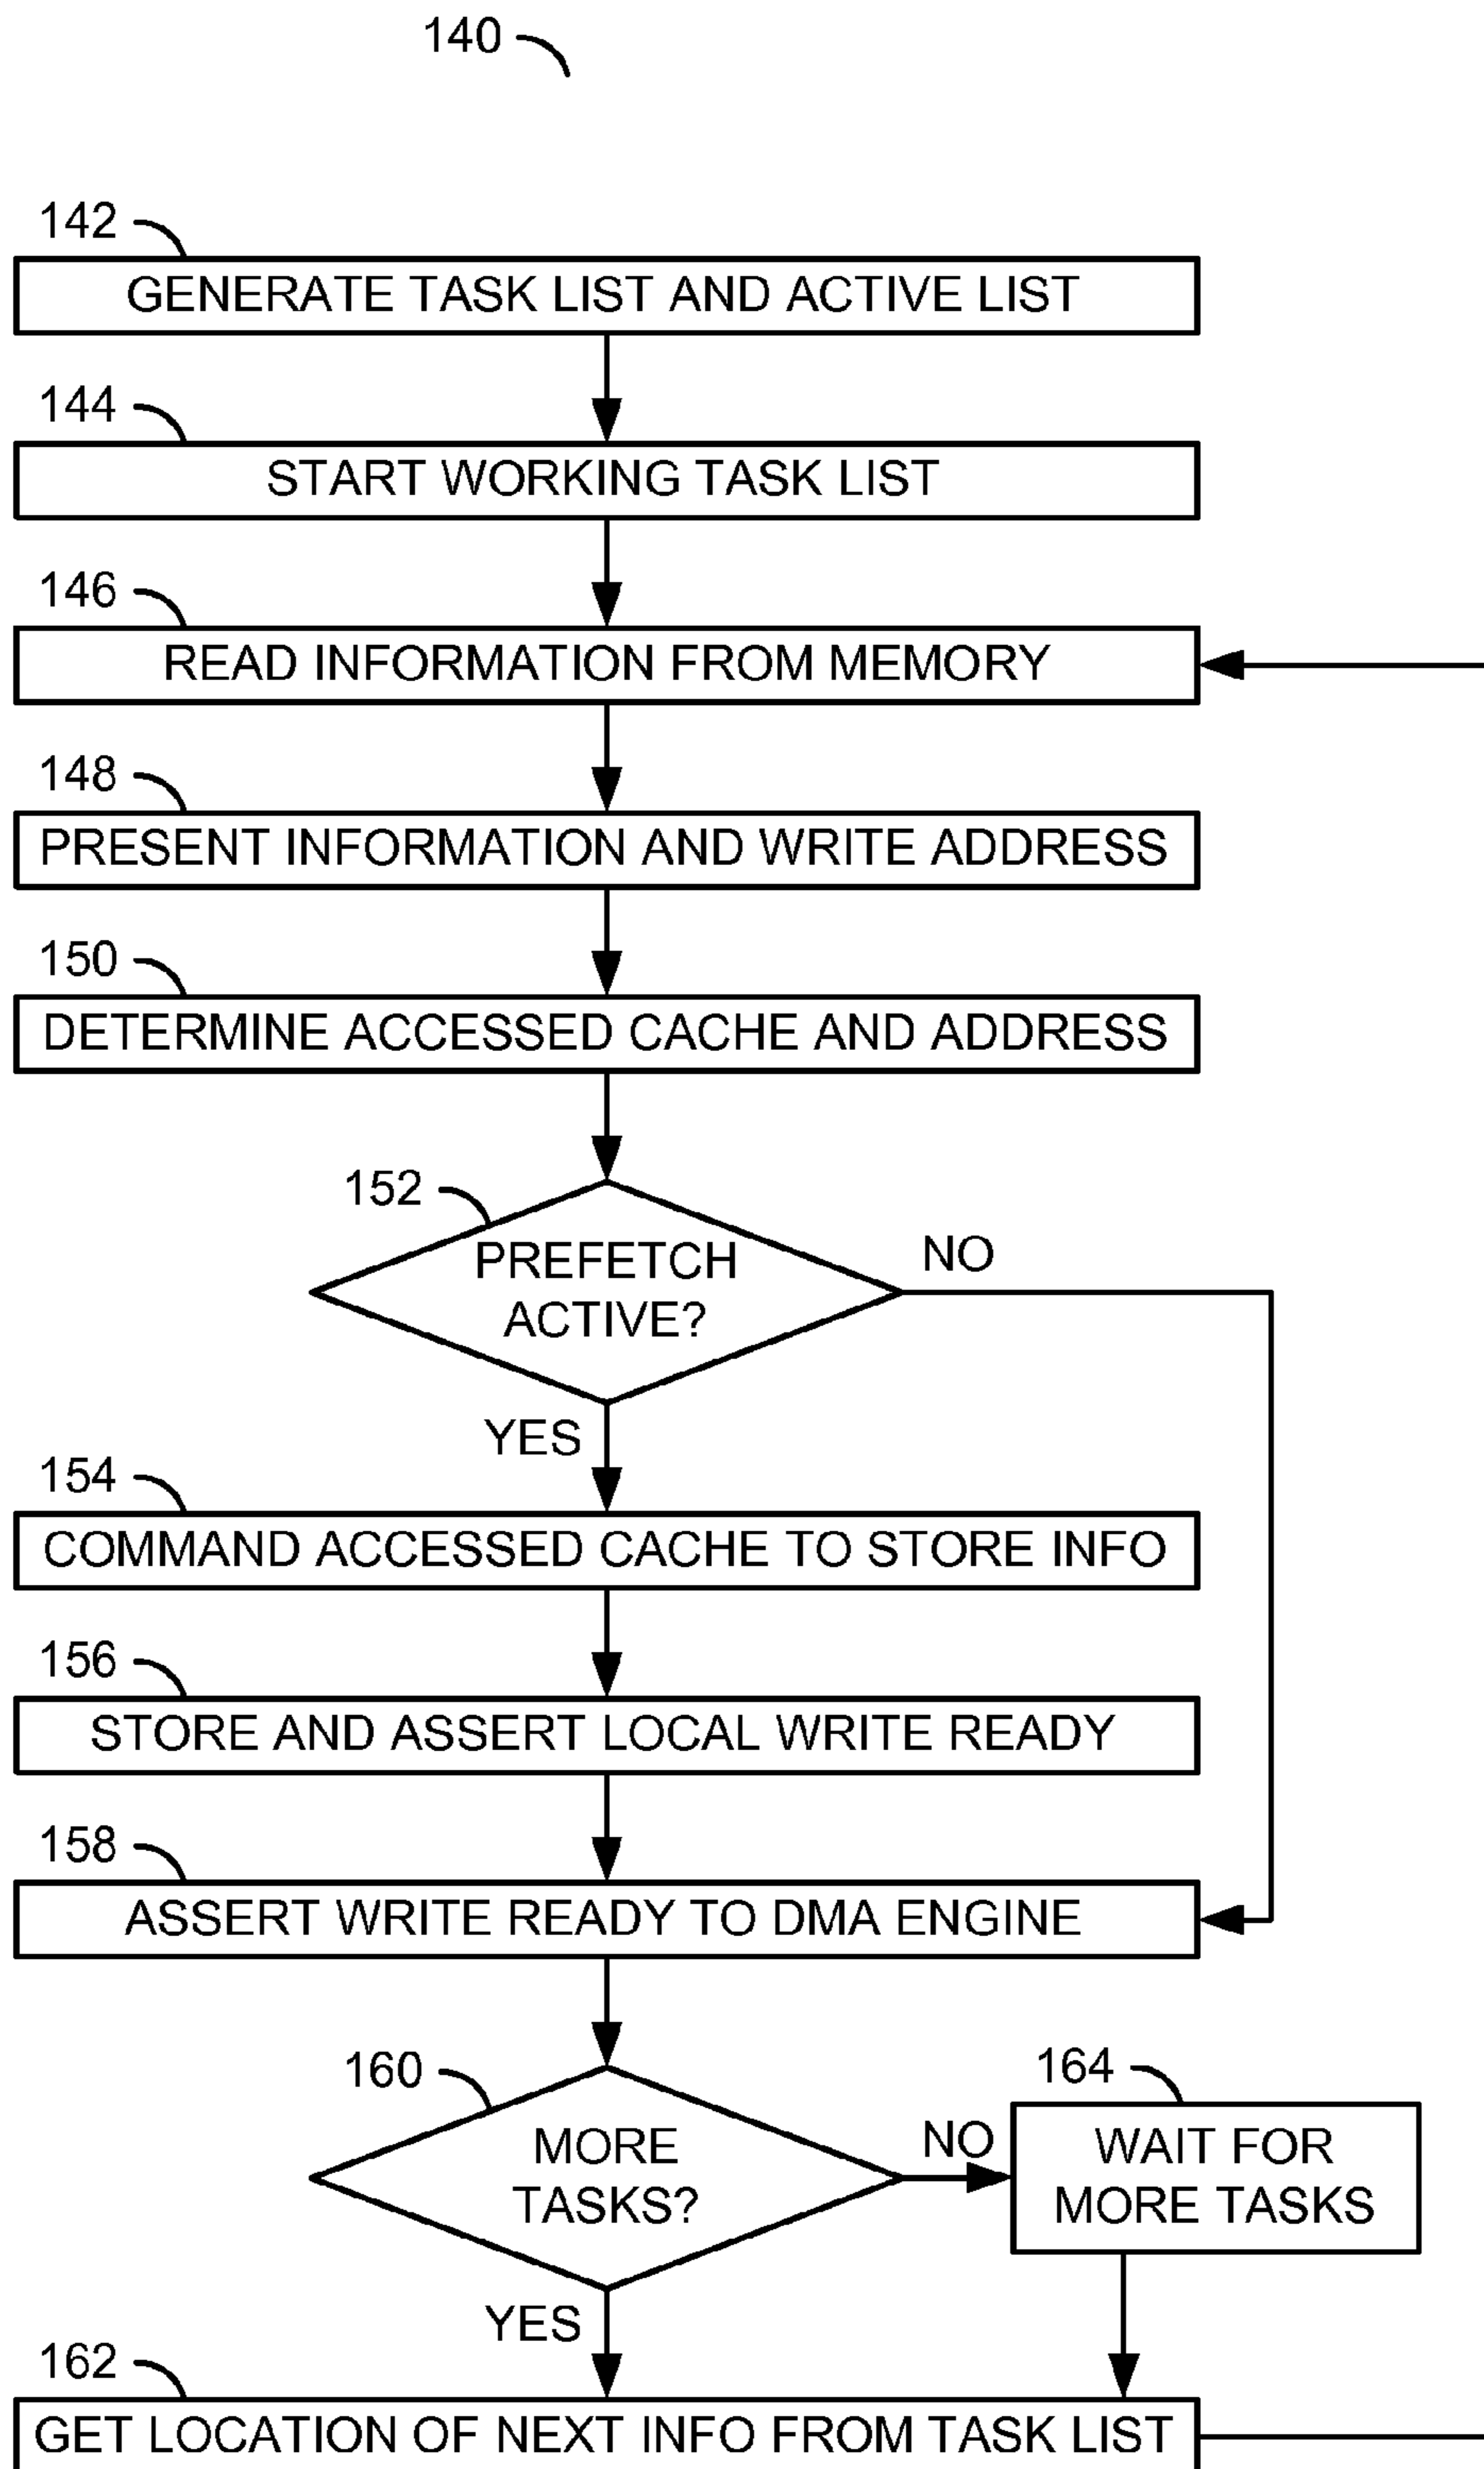 140
142
GENERATE TASK LIST AND ACTIVE LIST
144
START WORKING TASK LIST
146
READ INFORMATION FROM MEMORY
148
PRESENT INFORMATION AND WRITE ADDRESS
150
DETERMINE ACCESSED CACHE AND ADDRESS
152
PREFETCH
ACTIVE?
NO
YES
154
COMMAND ACCESSED CACHE TO STORE INFO
156
STORE AND ASSERT LOCAL WRITE READY
158
ASSERT WRITE READY TO DMA ENGINE
160
MORE
TASKS?
NO
164
WAIT FOR
MORE TASKS
YES
162
GET LOCATION OF NEXT INFO FROM TASK LIST